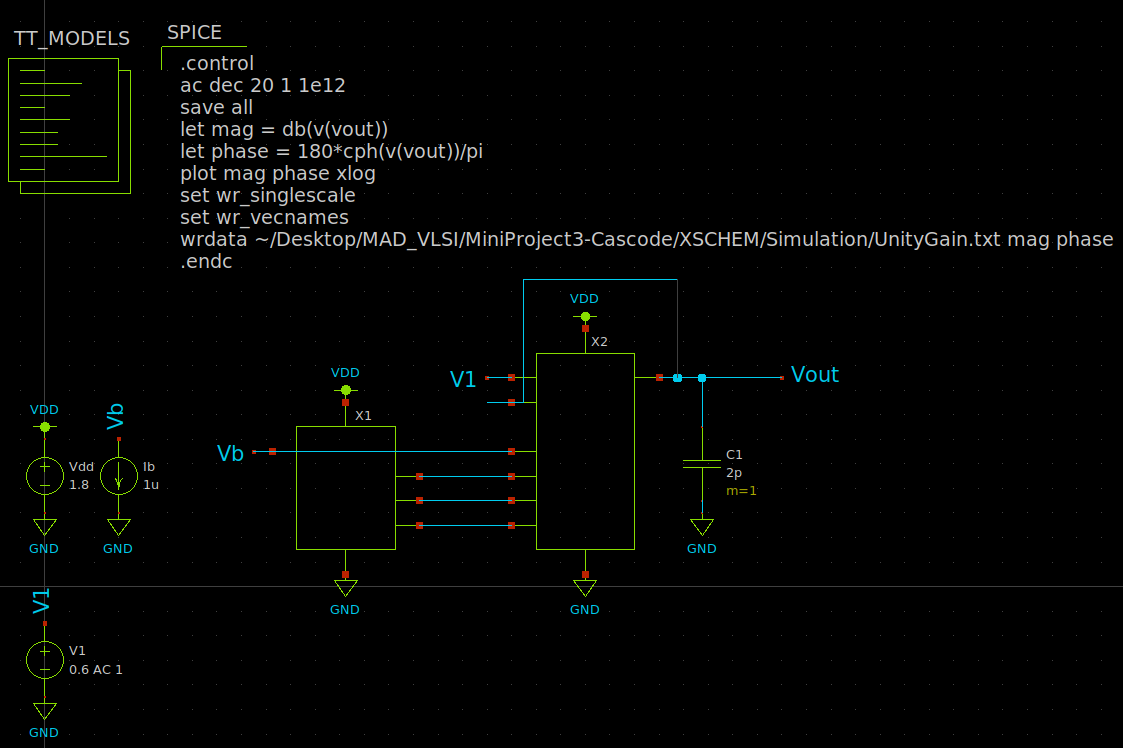 TT_MODELS
SPICE
.control
ac dec 20 1 1e12
save all
let mag = db(v(vout))
let phase = 180*cph(v(vout))/pi
plot mag phase xlog
set wr_singlescale
set wr_vecnames
wrdata ~/Desktop/MAD_VLSI/MiniProject3-Cascode/XSCHEM/Simulation/UnityGain.txt mag phase
.endc
VDD
X2
V1
Vout
VDD
X1
Vb
VDD
Vb
Vdd
1.8
Ib
1u
C1
2p
m=1
GND
GND
GND
GND
GND
V1
V1
0.6 AC 1
GND